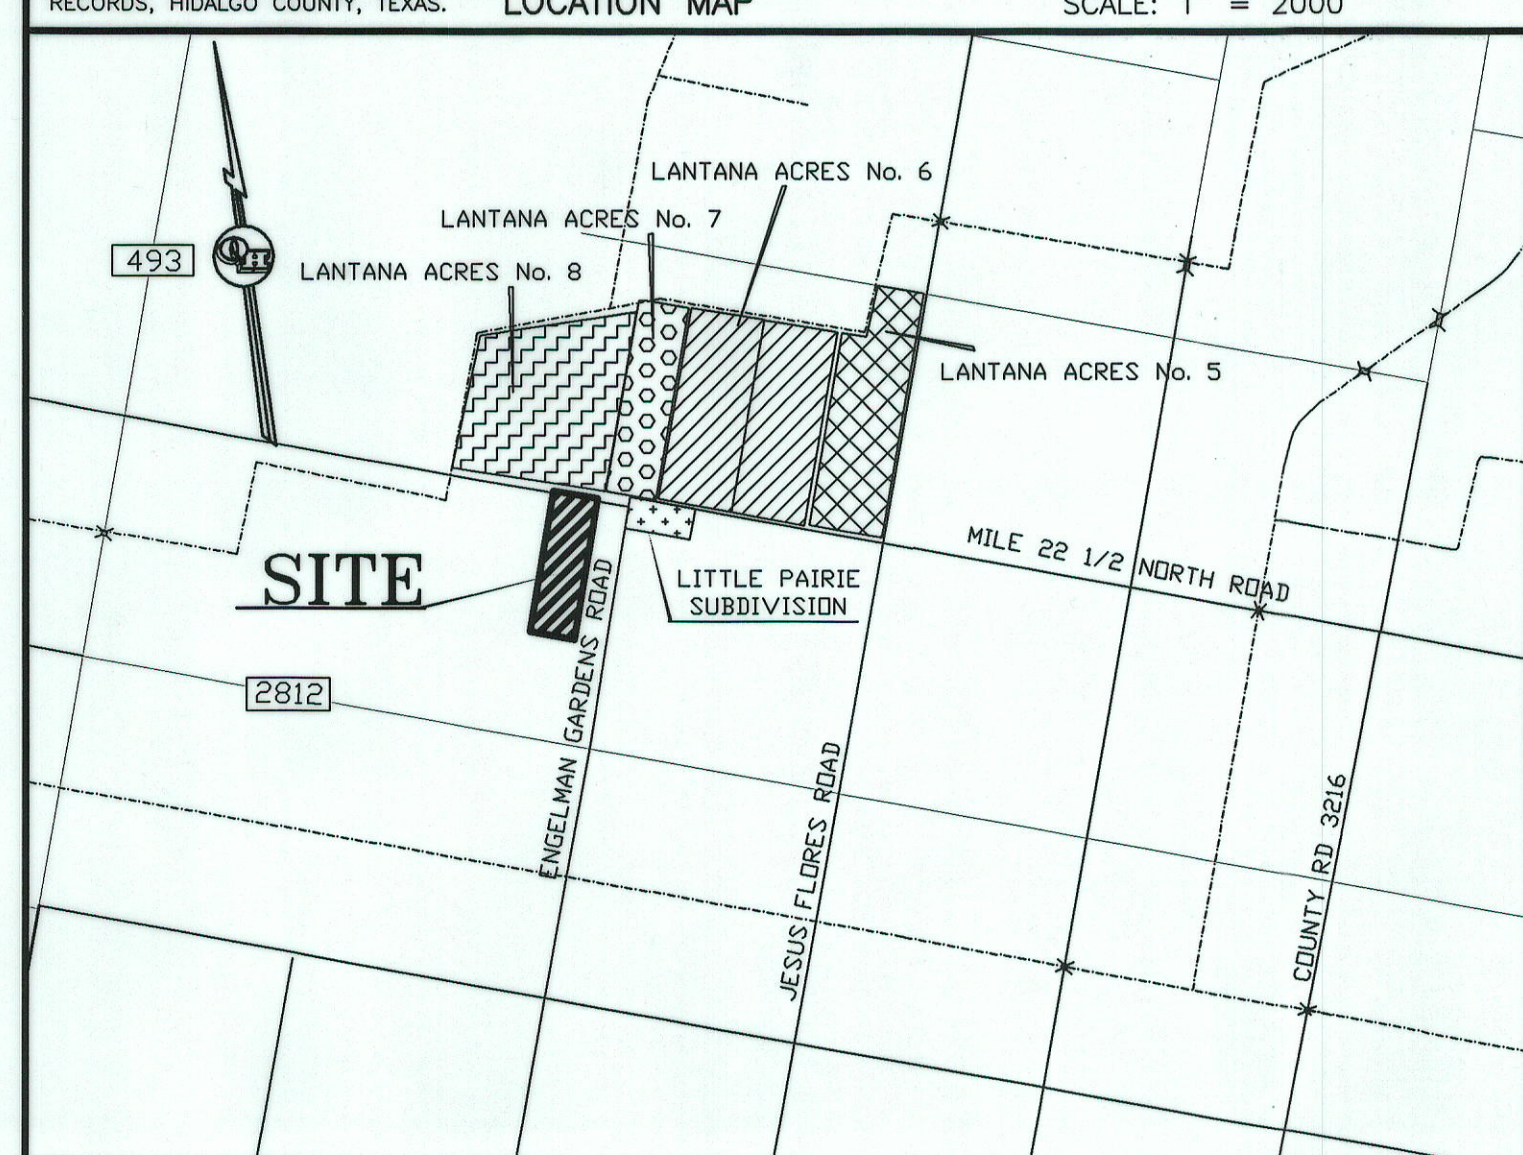 RECORDS, HIDALGO COUNTY, TEXAS. LOCATION MAP SCALE: 1" = 2000
LANTANA ACRES No. 6
LANTANA ACRES No. 7
493
LANTANA ACRES No. 8
LANTANA ACRES No. 5
MILE 22 1/2 NORTH ROAD
SITE
LITTLE PAIRIE
SUBDIVISION
2812
ENGELMAN GARDENS ROAD
JESUS FLORES ROAD
COUNTY RD 3216